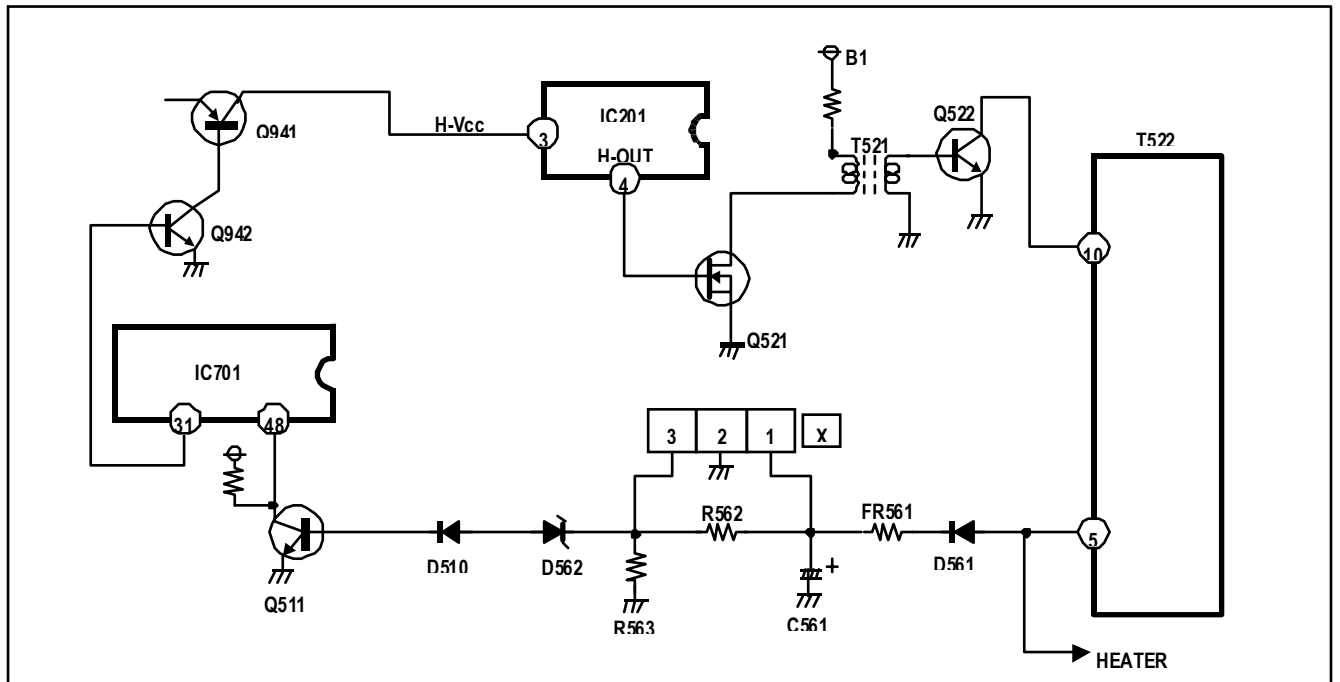 B1
IC201
Q522
Q941
H-Vcc
3
T521
T522
H-OUT
4
Q942
10
Q521
IC701
31
48
3
2
1
X
R562
FR561
5
D510
D562
D561
+
Q511
R563
C561
HEATER